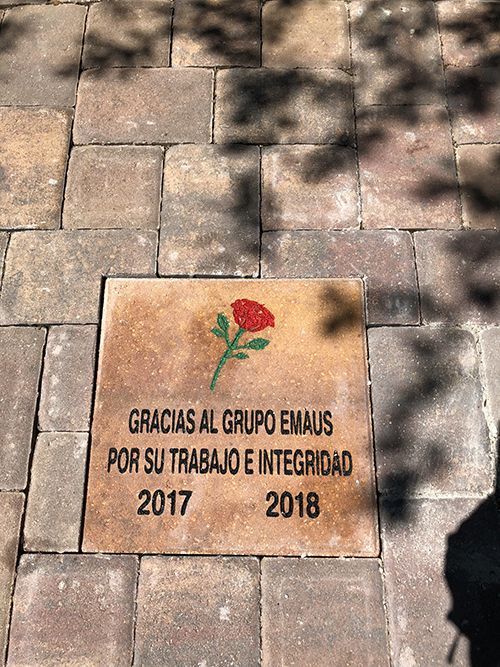 GRACIAS AL GRUPO EMAUS
POR SU TRABAJO E INTEGRIDAD
2017 2018